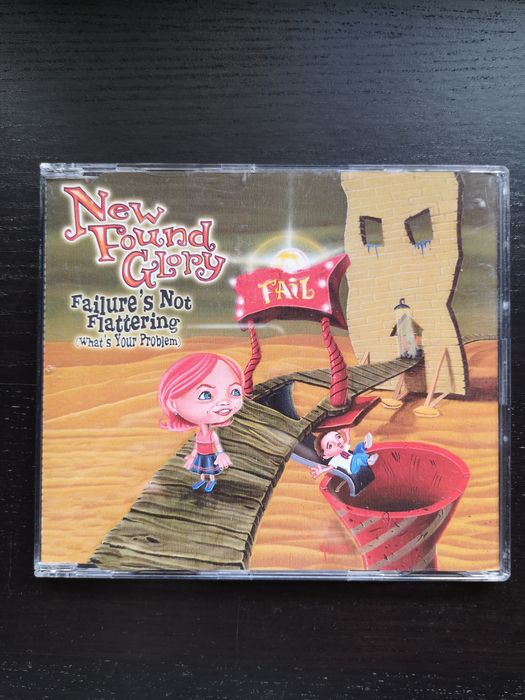 New
Found
Glory
Failure's Not
Flattering
(What's Your Problem)
FAIL